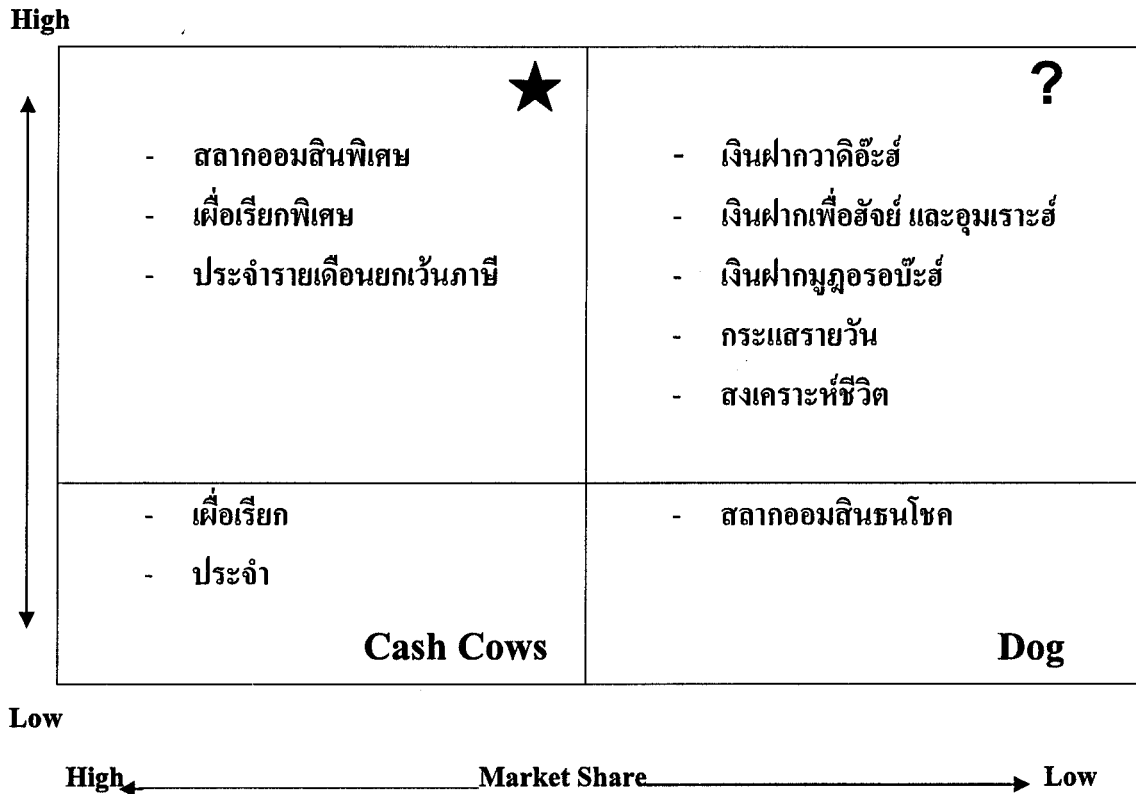 High
?
- สลากออมสินพิเศษ
- เผื่อเรียกพิเศษ
- ประจำรายเดือนยกเว้นภาษี
- เงินฝากวาดิอ๊ะฮ์
- เงินฝากเพื่อฮัจย์ และอุมเราะฮ์
- เงินฝากมูฎอรอบ๊ะฮ์
- กระแสรายวัน
- สงเคราะห์ชีวิต
- เผื่อเรียก
- ประจำ
Cash Cows
- สลากออมสินธนโชค
Dog
Low
High Market Share Low